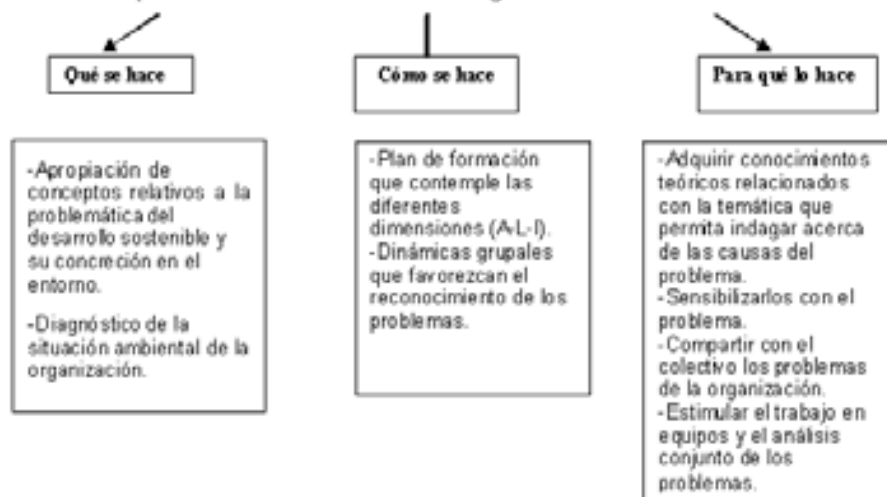 Qué se hace
Cómo se hace
Para qué lo hace
-Apropiación de
conceptos relativos a la
problemática del
desarrollo sostenible y
su concreción en el
entorno.
-Diagnóstico de la
situación ambiental de la
organización.
-Plan de formación
que contemple las
diferentes
dimensiones (A-L-I).
-Dinámicas grupales
que favorezcan el
reconocimiento de los
problemas.
-Adquirir conocimientos
teóricos relacionados
con la temática que
permita indagar acerca
de las causas del
problema.
-Sensibilizarlos con el
problema.
-Compartir con el
colectivo los problemas
de la organización.
-Estimular el trabajo en
equipos y el análisis
conjunto de los
problemas.